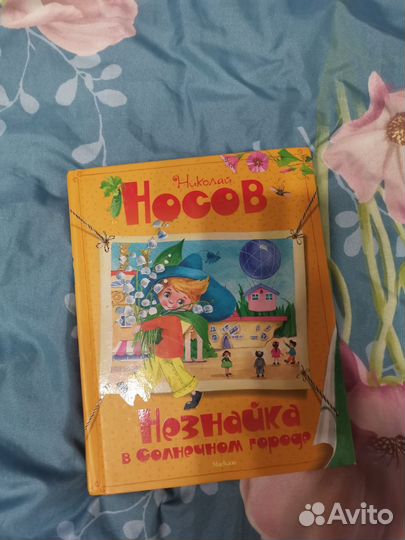 Николай
Носов
Незнайка
в Солнечном городе
Махаон
Avito